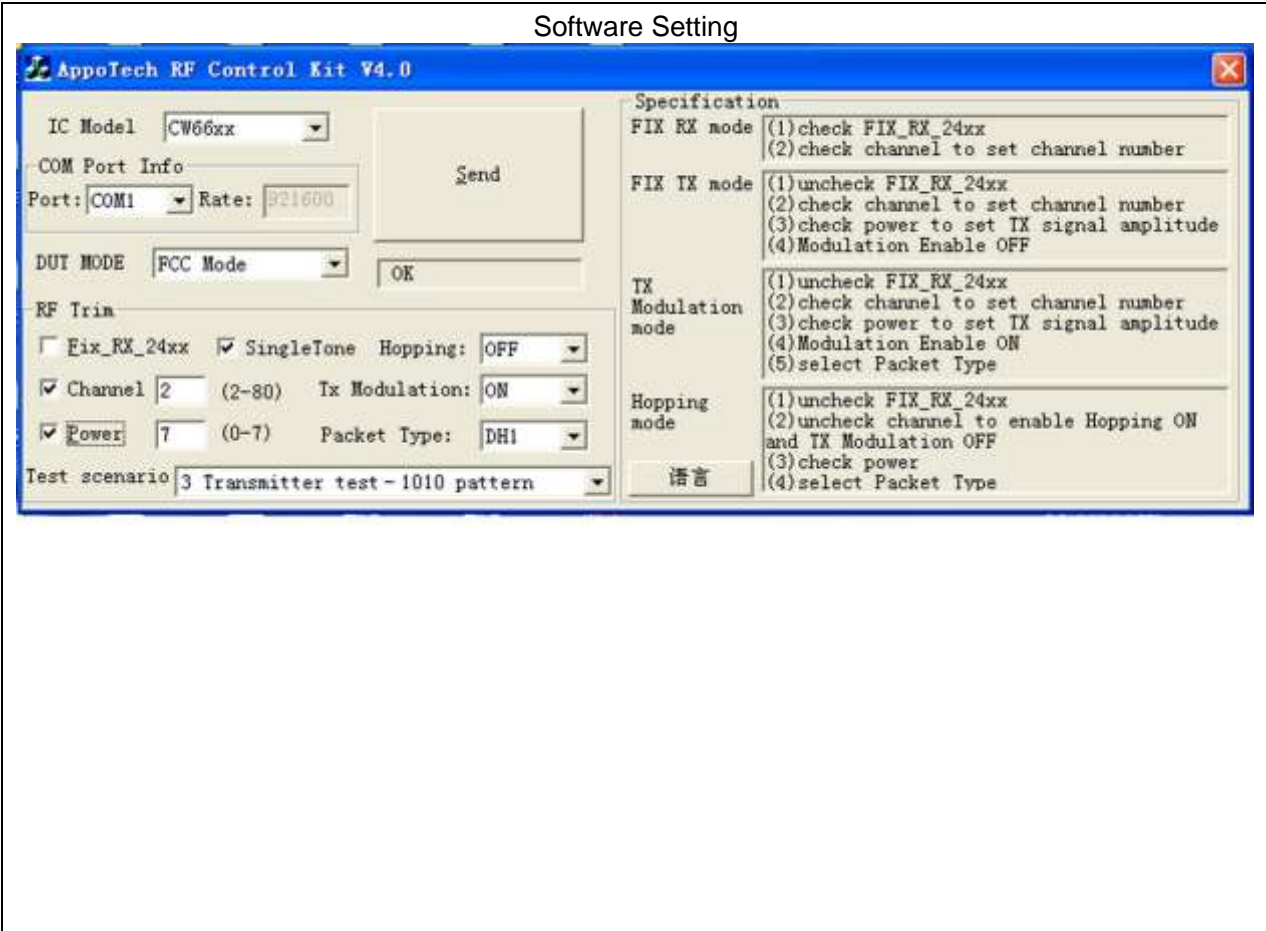 Software Setting
AppoTech RF Control Kit V4.0
IC Model CW66xx
COM Port Info
Port: COM1 Rate: 921600
Send
DUT MODE FCC Mode
OK
RF Trim
Fix_RX_24xx SingleTone Hopping: OFF
Channel 2 (2-80) Tx Modulation: ON
Power 7 (0-7) Packet Type: DH1
Test scenario 3 Transmitter test-1010 pattern
Specification
FIX RX mode (1)check FIX_RX_24xx
(2)check channel to set channel number
FIX TX mode (1)uncheck FIX_RX_24xx
(2)check channel to set channel number
(3)check power to set TX signal amplitude
(4)Modulation Enable OFF
TX
Modulation
mode
(1)uncheck FIX_RX_24xx
(2)check channel to set channel number
(3)check power to set TX signal amplitude
(4)Modulation Enable ON
(5)select Packet Type
Hopping
mode
(1)uncheck FIX_RX_24xx
(2)uncheck channel to enable Hopping ON
and TX Modulation OFF
(3)check power
(4)select Packet Type
语言